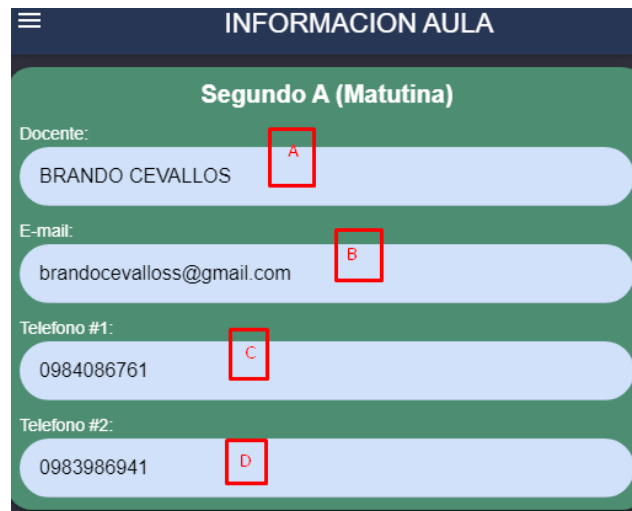 INFORMACION AULA
Segundo A (Matutina)
Docente:
A
BRANDO CEVALLOS
E-mail:
B
brandocevalloss@gmail.com
Telefono #1:
C
0984086761
Telefono #2:
D
0983986941